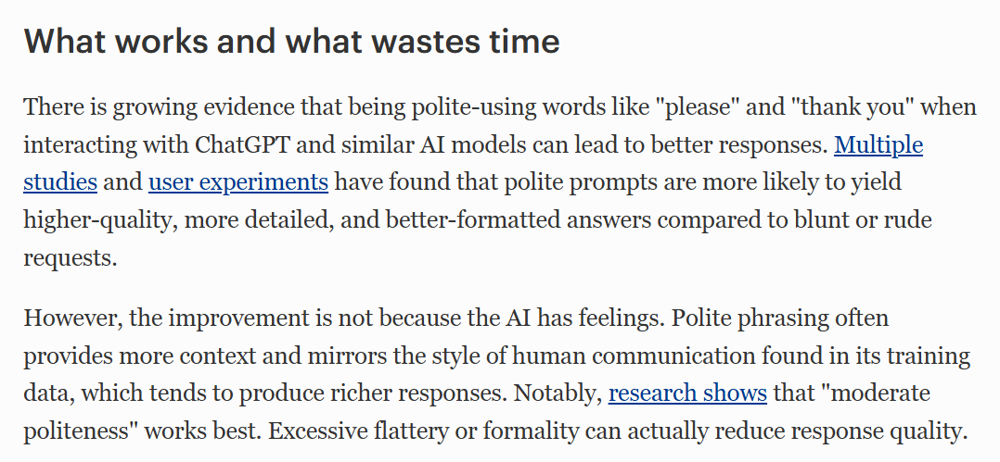 What works and what wastes time
There is growing evidence that being polite-using words like "please" and "thank you" when
interacting with ChatGPT and similar AI models can lead to better responses. Multiple
studies and user experiments have found that polite prompts are more likely to yield
higher-quality, more detailed, and better-formatted answers compared to blunt or rude
requests.
However, the improvement is not because the AI has feelings. Polite phrasing often
provides more context and mirrors the style of human communication found in its training
data, which tends to produce richer responses. Notably, research shows that "moderate
politeness" works best. Excessive flattery or formality can actually reduce response quality.